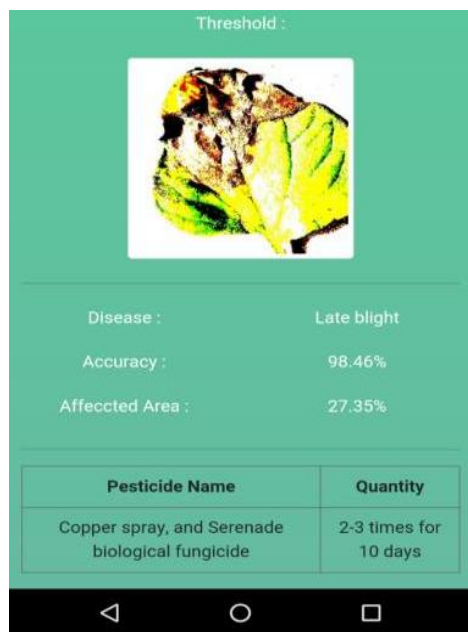 Threshold :
Disease : Late blight
Accuracy : 98.46%
Affeccted Area : 27.35%
Pesticide Name Quantity
Copper spray, and Serenade 2-3 times for
biological fungicide 10 days